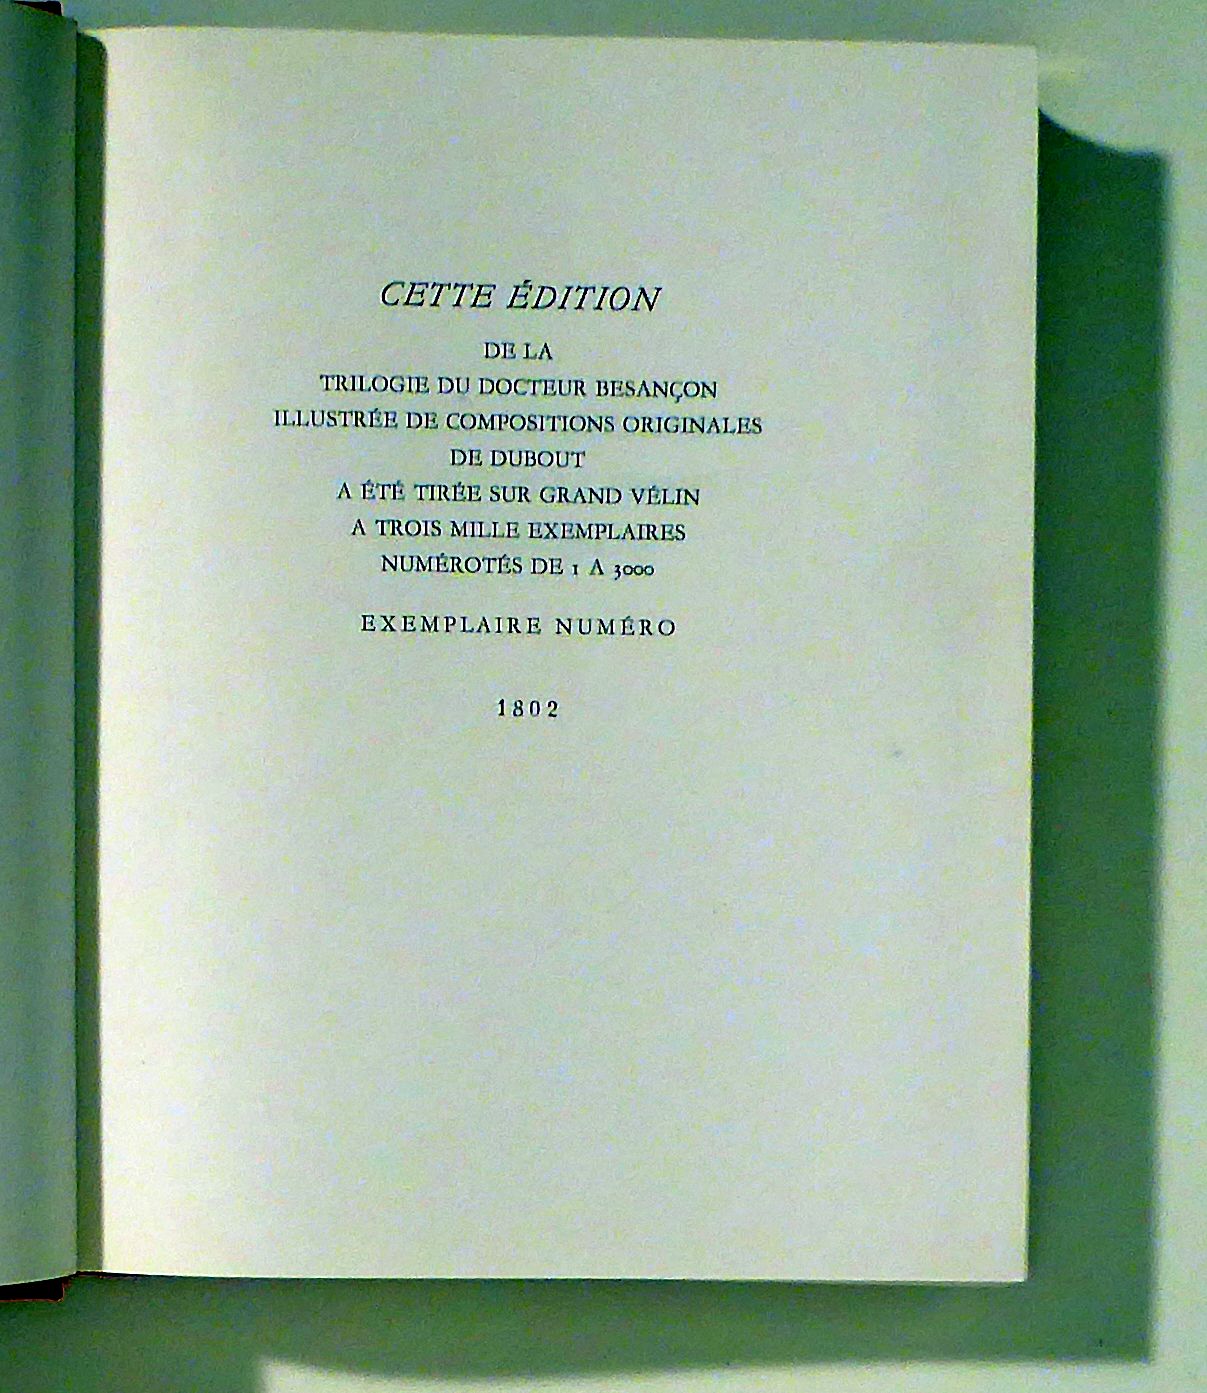 CETTE ÉDITION
DE LA
TRILOGIE DU DOCTEUR BESANÇON
ILLUSTRÉE DE COMPOSITIONS ORIGINALES
DE DUBOUT
A ÉTÉ TIRÉE SUR GRAND VÉLIN
A TROIS MILLE EXEMPLAIRES
NUMÉROTÉS DE 1 A 3000
EXEMPLAIRE NUMÉRO
1802